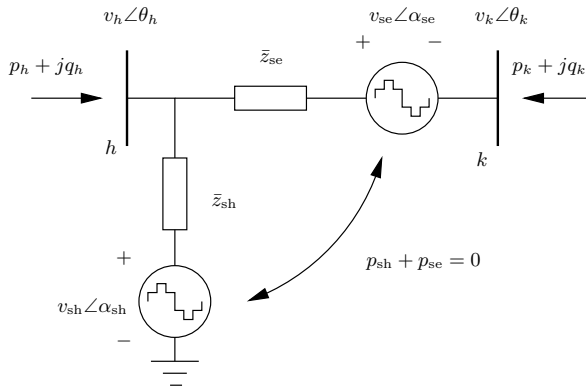 v_h∠θ_h
v_se∠α_se
v_k∠θ_k
p_h + jq_h
z̄_se
+
−
p_k + jq_k
h
k
z̄_sh
p_sh + p_se = 0
+
v_sh∠α_sh
−